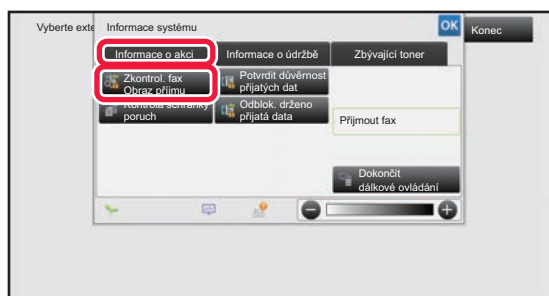 Vyberte exte
Informace systému
OK
Konec
Informace o akci
Informace o údržbě
Zbývající toner
Zkontrol. fax
Obraz příjmu
Potvrdit důvěrnost
přijatých dat
Kontrola schránky
poruch
Odblok. drženo
přijatá data
Přijmout fax
Dokončit
dálkové ovládání